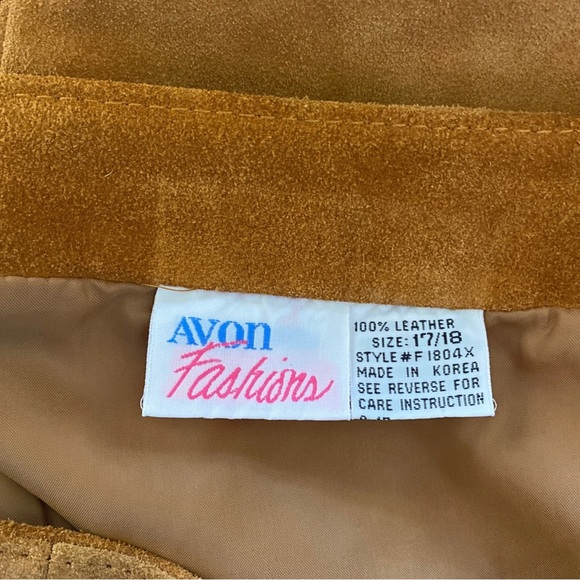 AVON
Fashions
100% LEATHER
SIZE: 17/18
STYLE#F1804X
MADE IN KOREA
SEE REVERSE FOR
CARE INSTRUCTION